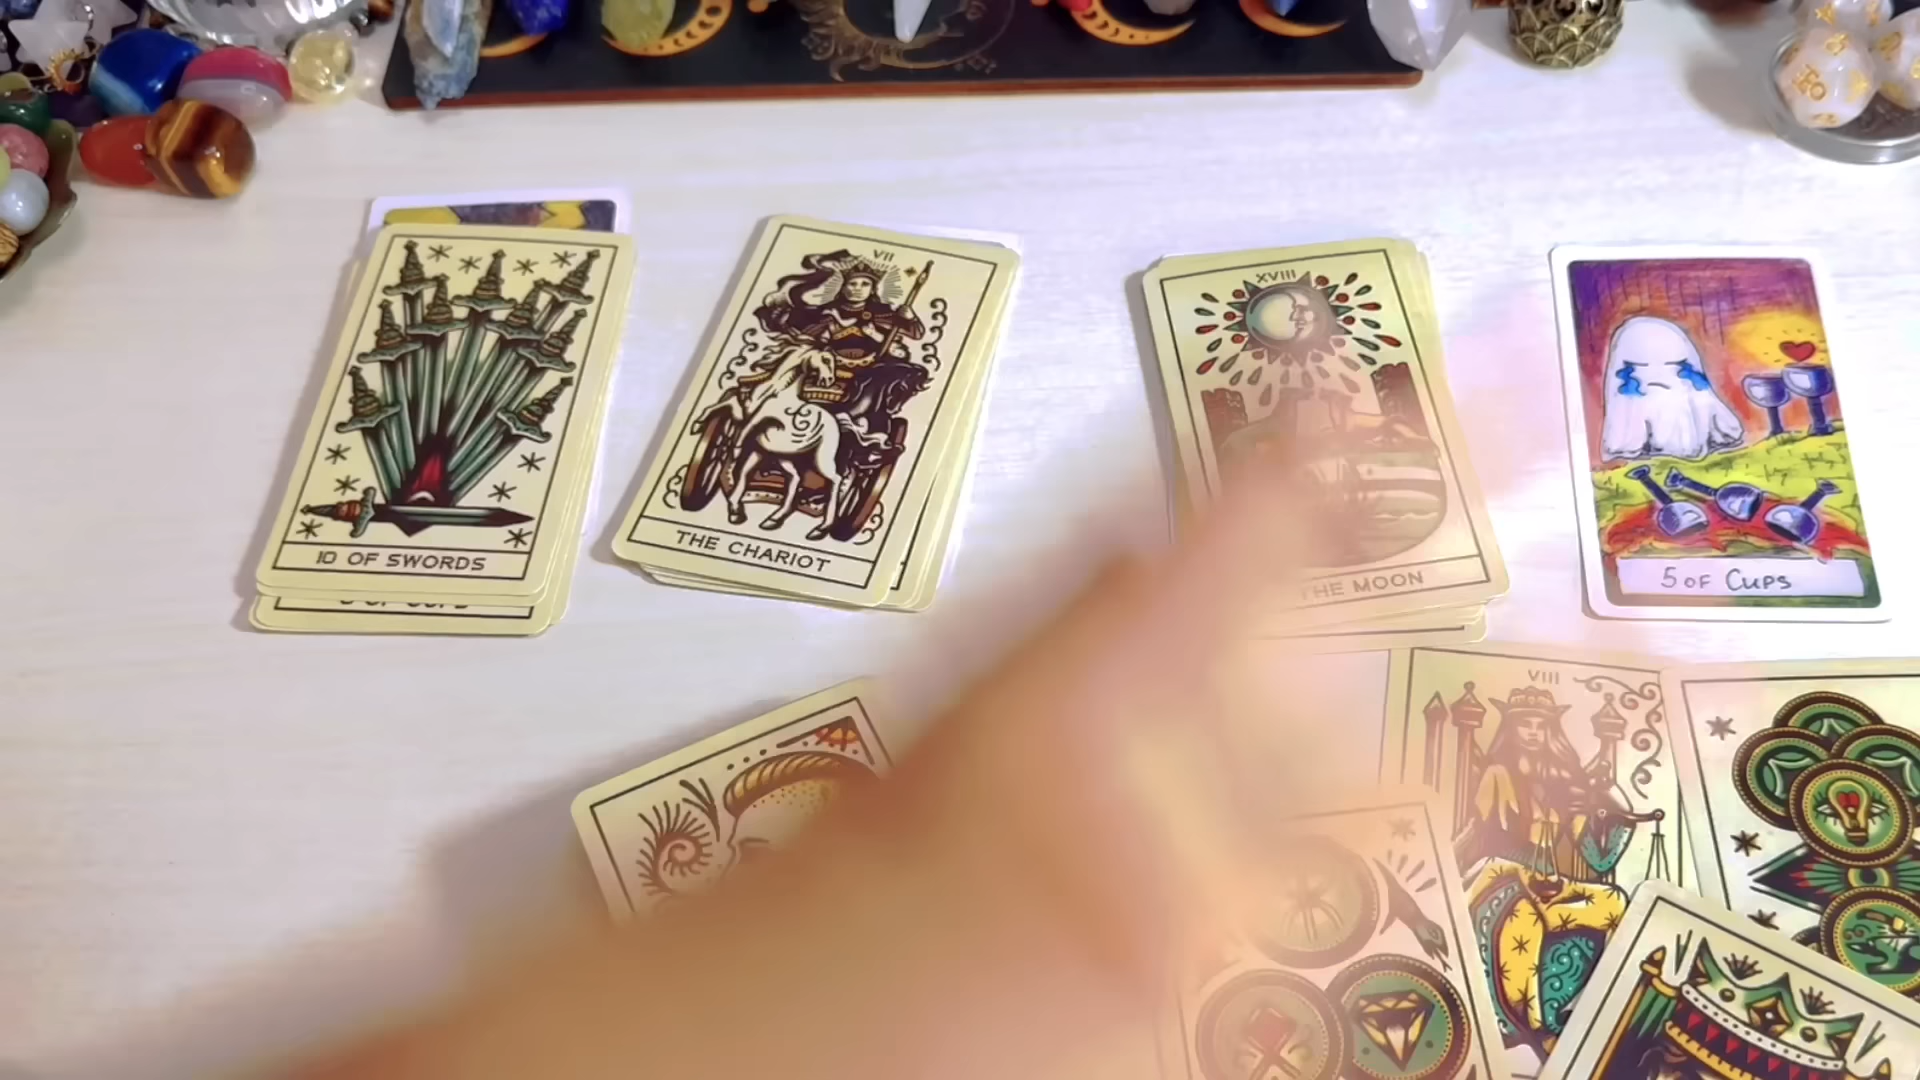 VII
XVIII
10 OF SWORDS
THE CHARIOT
THE MOON
5 OF CUPS
VIII